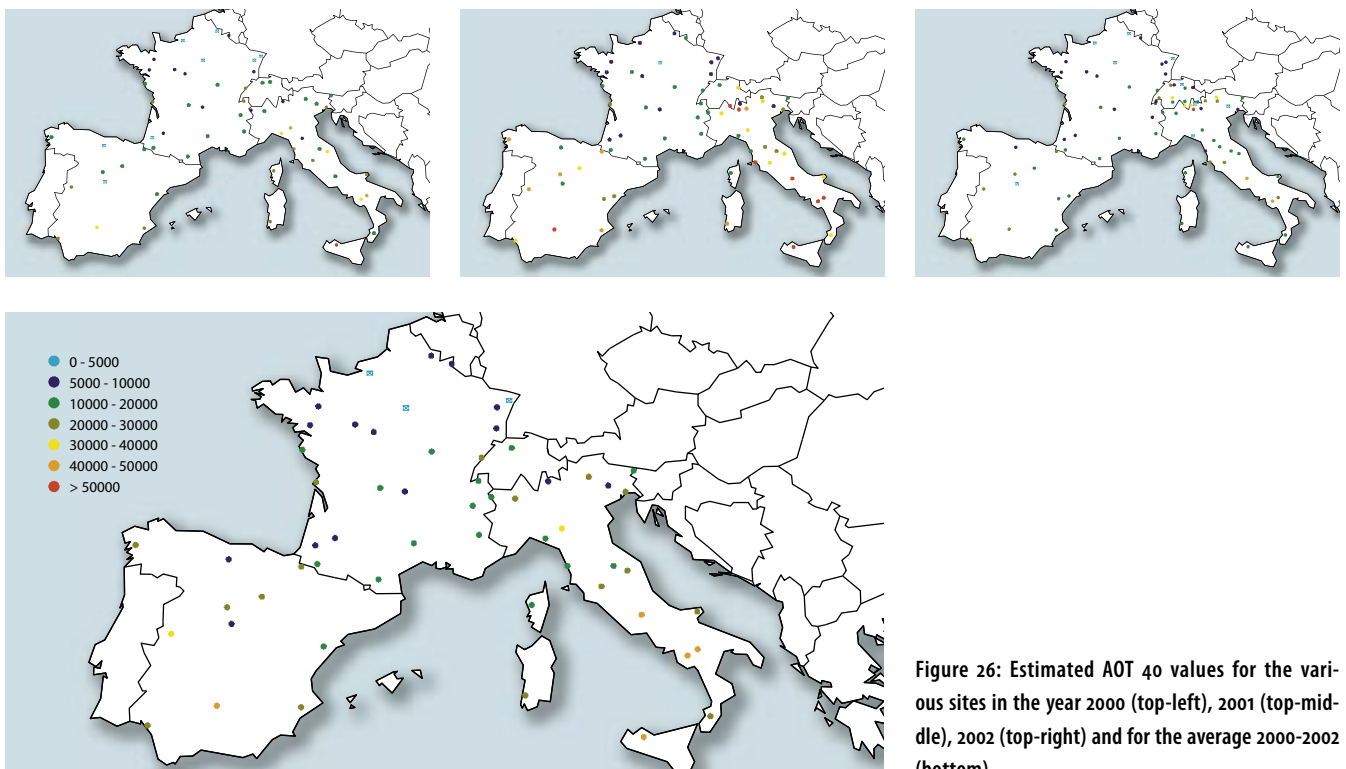 0 - 5000
5000 - 10000
10000 - 20000
20000 - 30000
30000 - 40000
40000 - 50000
> 50000
Figure 26: Estimated AOT 40 values for the vari-
ous sites in the year 2000 (top-left), 2001 (top-mid-
dle), 2002 (top-right) and for the average 2000-2002
(bottom)